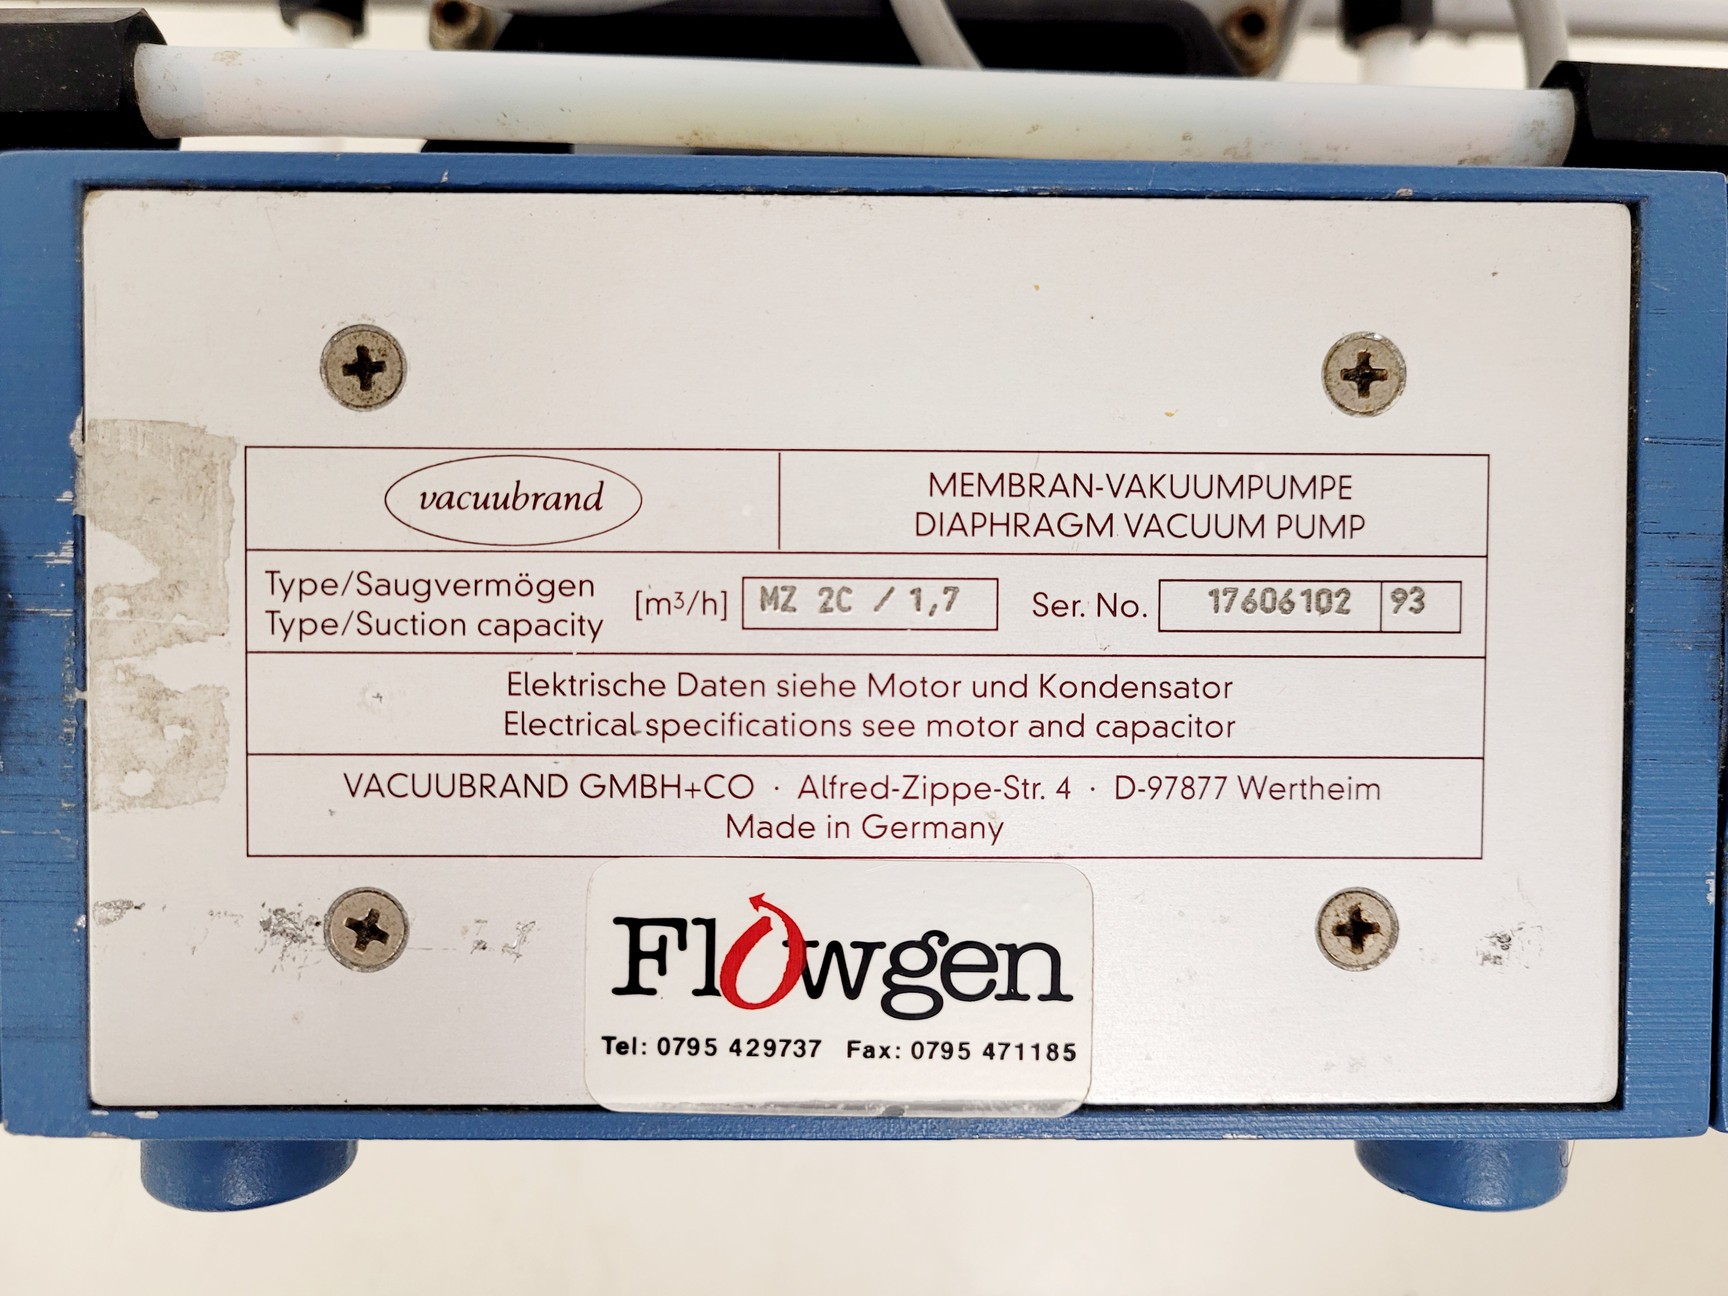 vacuubrand
MEMBRAN-VAKUUMPUMPE
DIAPHRAGM VACUUM PUMP
Type/Saugvermögen
Type/Suction capacity
[m³/h]
MZ 2C / 1,7
Ser. No.
17606102 93
Elektrische Daten siehe Motor und Kondensator
Electrical specifications see motor and capacitor
VACUUBRAND GMBH+CO · Alfred-Zippe-Str. 4 · D-97877 Wertheim
Made in Germany
Flowgen
Tel: 0795 429737 Fax: 0795 471185